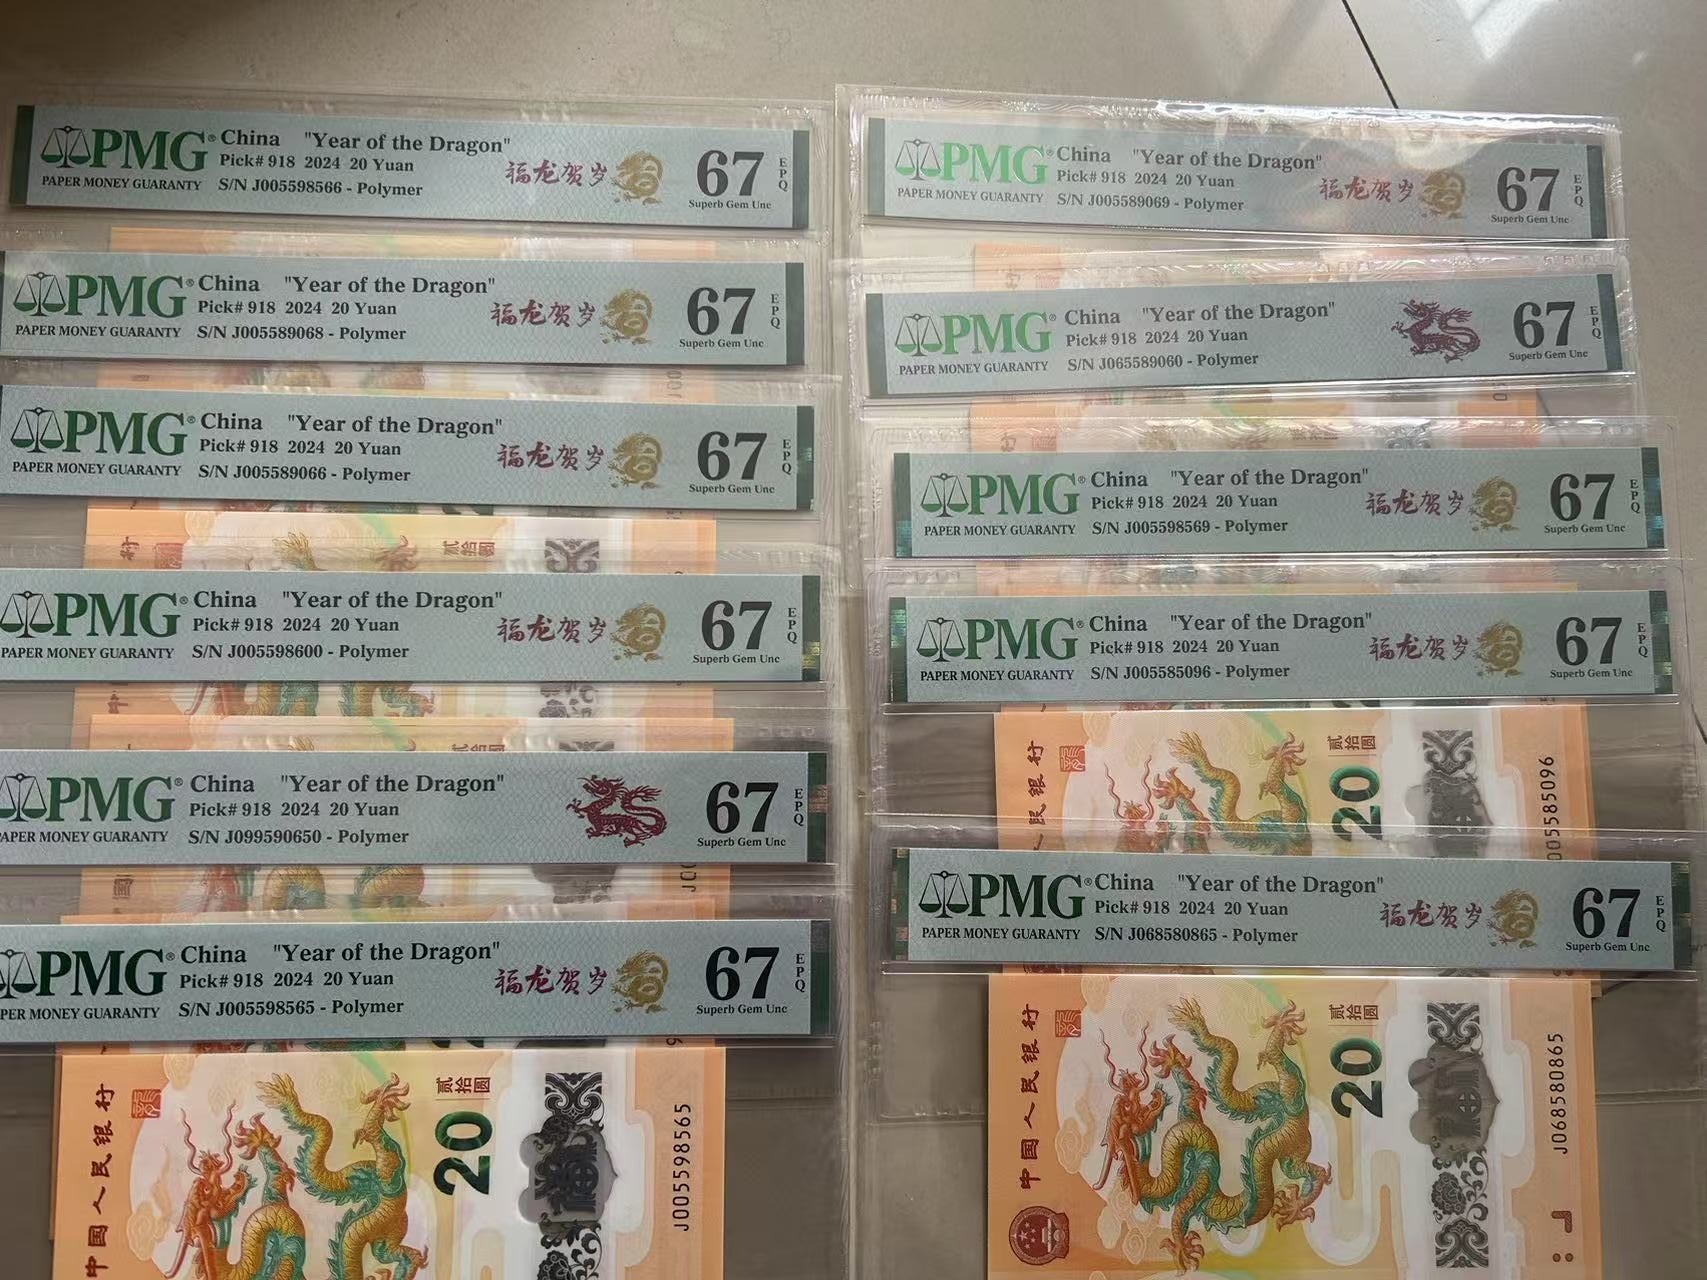 PMG® China "Year of the Dragon"
Pick# 918 2024 20 Yuan
PAPER MONEY GUARANTY S/N J005598566 - Polymer
福龙贺岁
67 EPQ
Superb Gem Unc
PMG® China "Year of the Dragon"
Pick# 918 2024 20 Yuan
PAPER MONEY GUARANTY S/N J005589068 - Polymer
福龙贺岁
67 EPQ
Superb Gem Unc
PMG® China "Year of the Dragon"
Pick# 918 2024 20 Yuan
PAPER MONEY GUARANTY S/N J005589066 - Polymer
福龙贺岁
67 EPQ
Superb Gem Unc
行
贰拾圆
PMG® China "Year of the Dragon"
Pick# 918 2024 20 Yuan
PAPER MONEY GUARANTY S/N J005598600 - Polymer
福龙贺岁
67 EPQ
Superb Gem Unc
中
PMG® China "Year of the Dragon"
Pick# 918 2024 20 Yuan
PAPER MONEY GUARANTY S/N J099590650 - Polymer
67 EPQ
Superb Gem Unc
国
PMG® China "Year of the Dragon"
Pick# 918 2024 20 Yuan
PER MONEY GUARANTY S/N J005598565 - Polymer
福龙贺岁
67 EPQ
Superb Gem Unc
中国人民银行
贰拾圆
20
J005598565
PMG® China "Year of the Dragon"
Pick# 918 2024 20 Yuan
PAPER MONEY GUARANTY S/N J005589069 - Polymer
福龙贺岁
67 EPQ
Superb Gem Unc
PMG® China "Year of the Dragon"
Pick# 918 2024 20 Yuan
PAPER MONEY GUARANTY S/N J065589060 - Polymer
67 EPQ
Superb Gem Unc
PMG® China "Year of the Dragon"
Pick# 918 2024 20 Yuan
PAPER MONEY GUARANTY S/N J005598569 - Polymer
福龙贺岁
67 EPQ
Superb Gem Unc
PMG® China "Year of the Dragon"
Pick# 918 2024 20 Yuan
PAPER MONEY GUARANTY S/N J005585096 - Polymer
福龙贺岁
67 EPQ
Superb Gem Unc
民银行
贰拾圆
20
005585096
PMG® China "Year of the Dragon"
Pick# 918 2024 20 Yuan
PAPER MONEY GUARANTY S/N J068580865 - Polymer
福龙贺岁
67 EPQ
Superb Gem Unc
中国人民银行
贰拾圆
20
J068580865